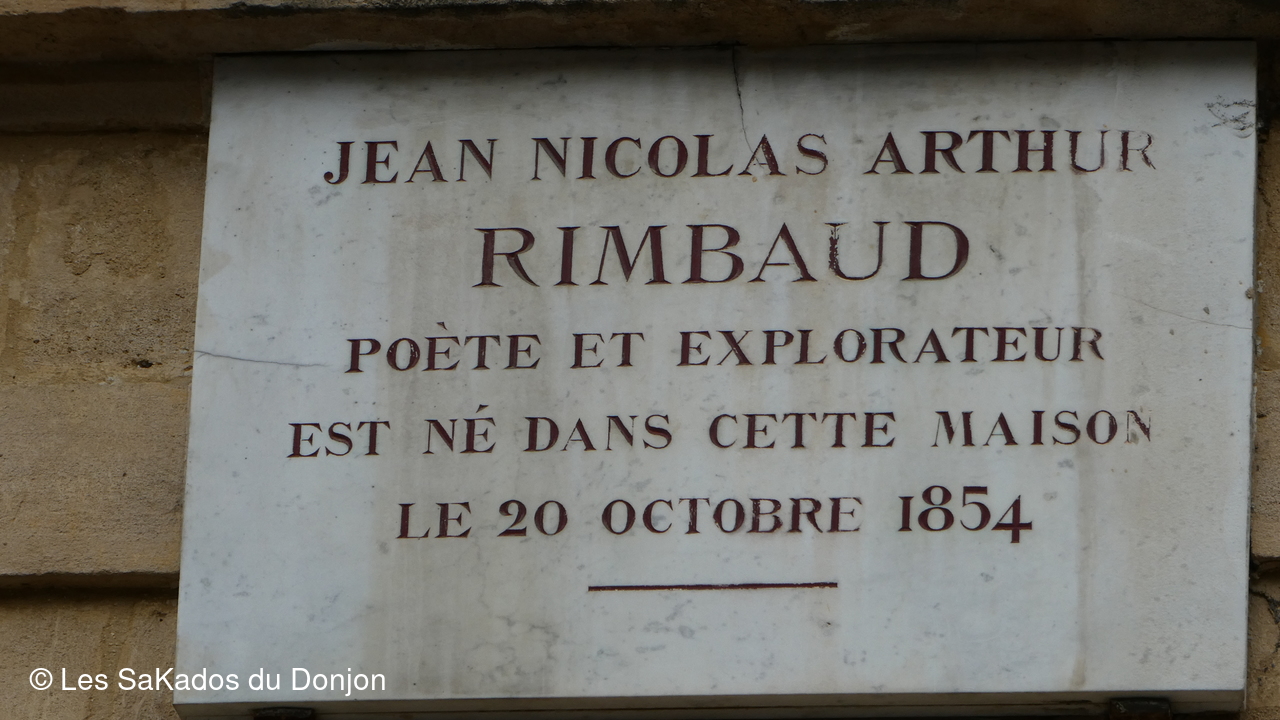 JEAN NICOLAS ARTHUR
RIMBAUD
POÈTE ET EXPLORATEUR
EST NÉ DANS CETTE MAISON
LE 20 OCTOBRE 1854
© Les SaKados du Donjon